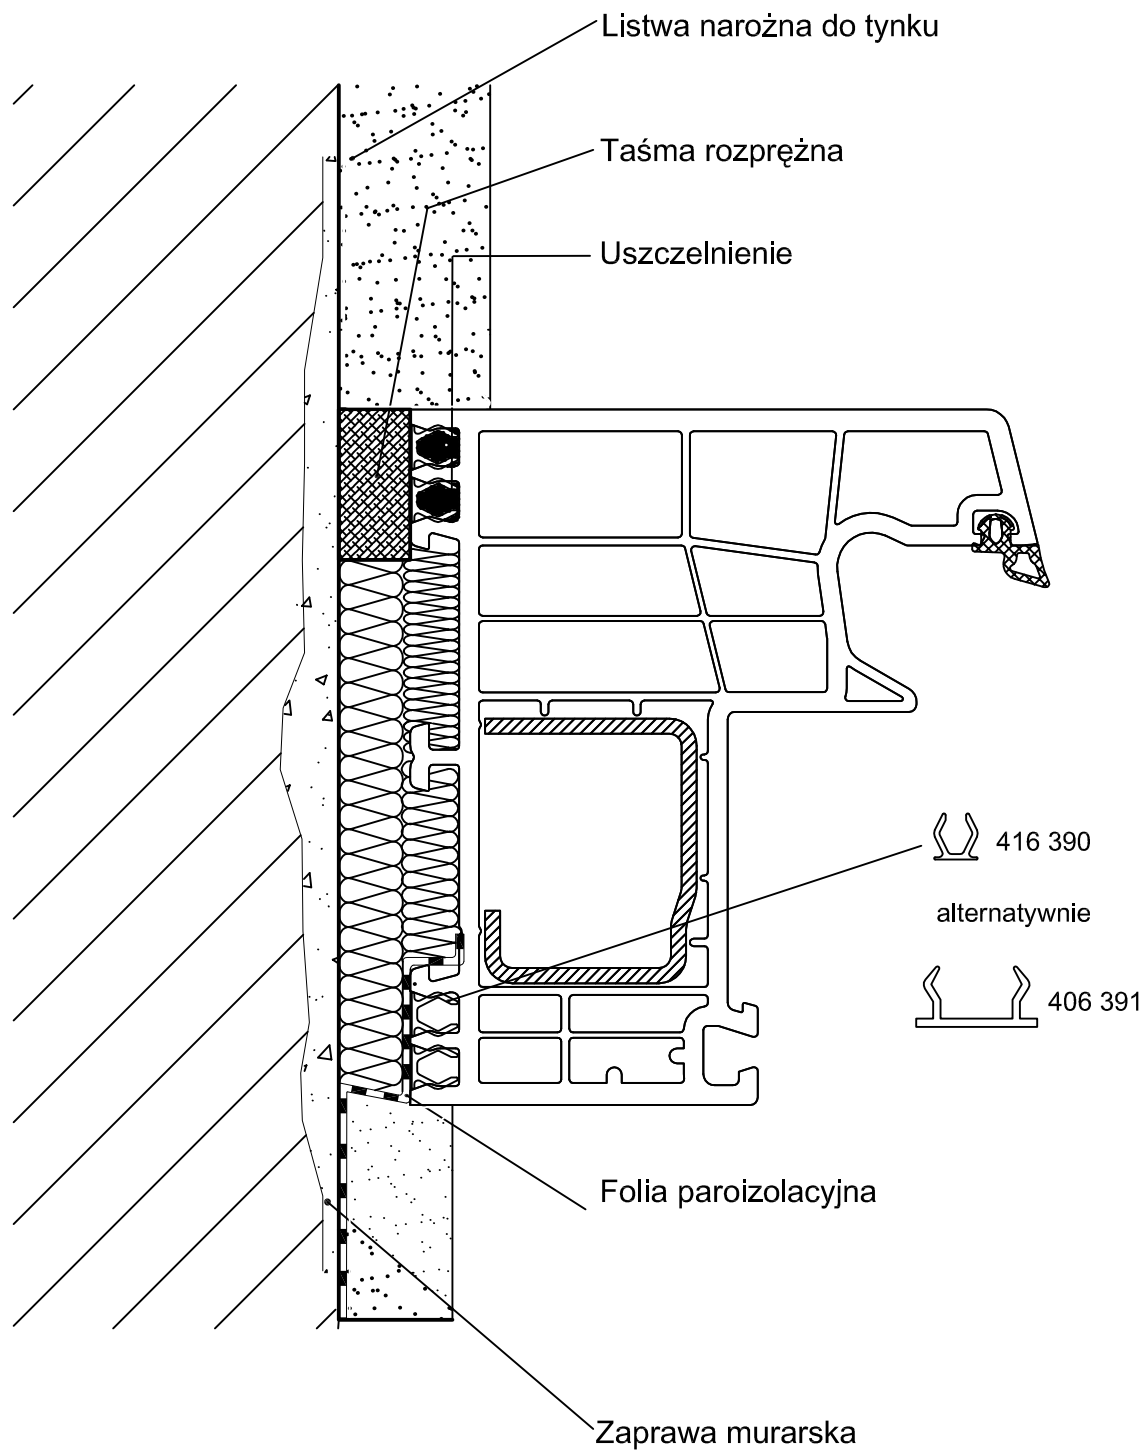 Listwa narożna do tynku
Taśma rozprężna
Uszczelnienie
416 390
alternatywnie
406 391
Folia paroizolacyjna
Zaprawa murarska